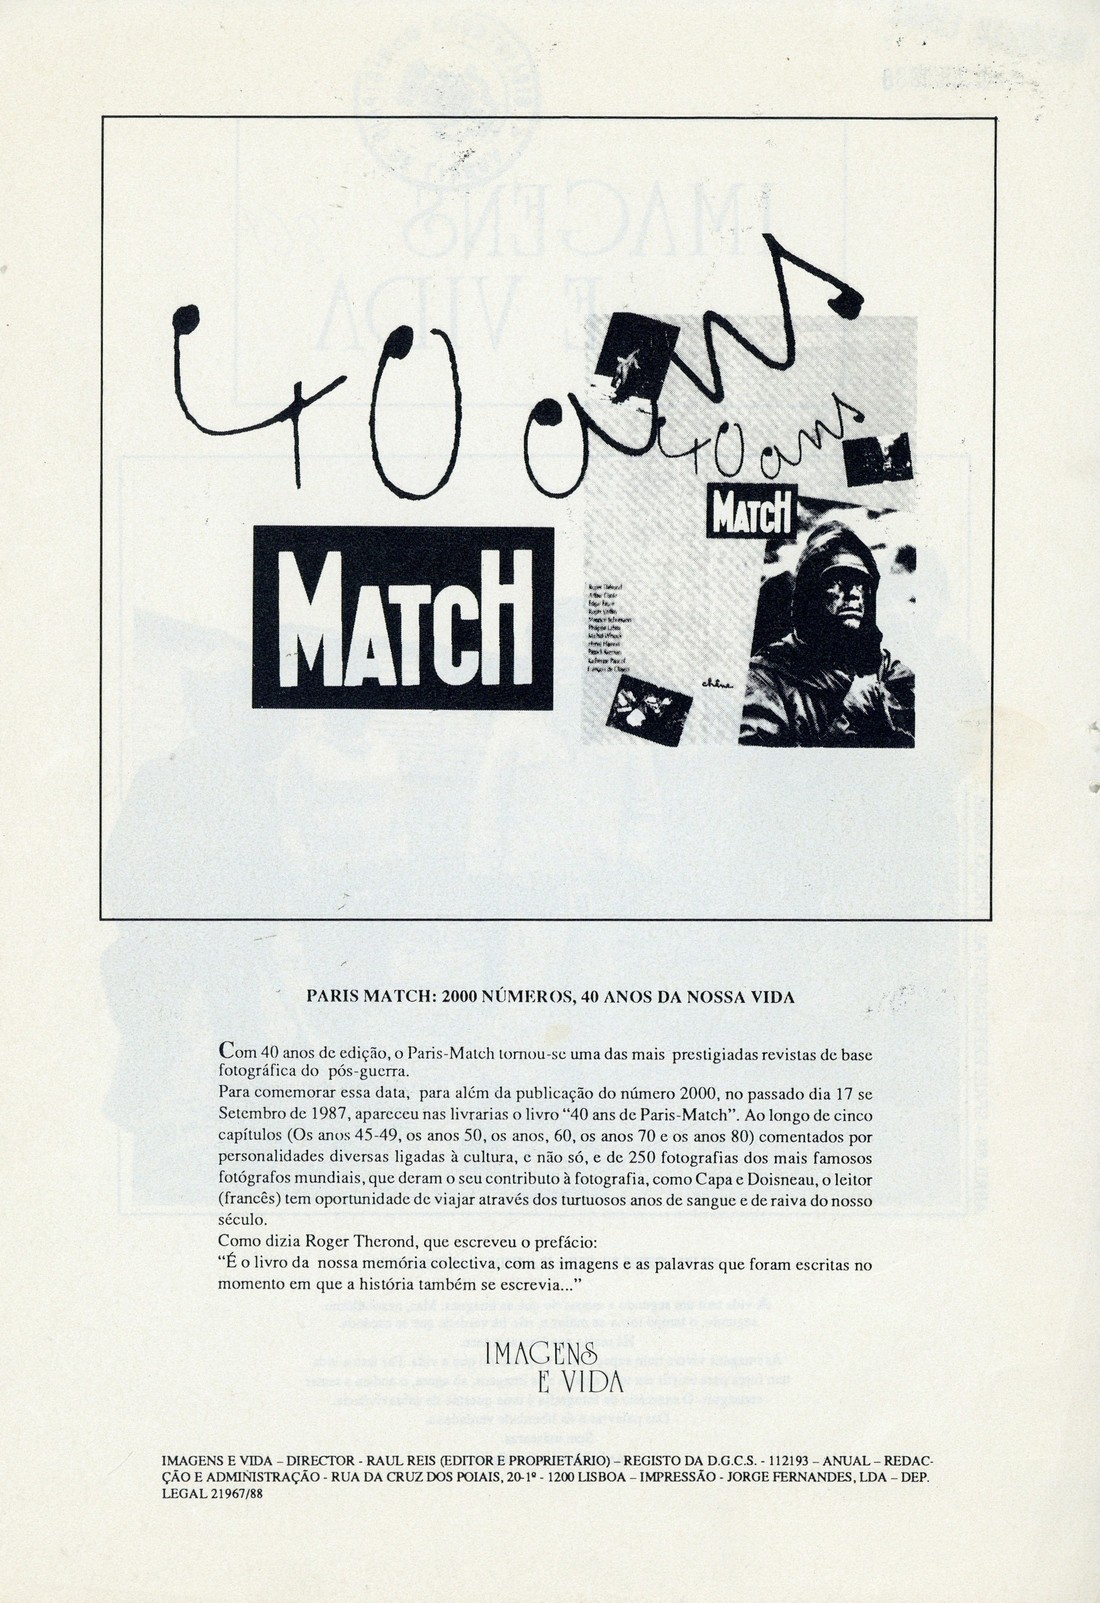 40 ans
MATCH
40 ans
MATCH
chêne
PARIS MATCH: 2000 NÚMEROS, 40 ANOS DA NOSSA VIDA
Com 40 anos de edição, o Paris-Match tornou-se uma das mais prestigiadas revistas de base
fotográfica do pós-guerra.
Para comemorar essa data, para além da publicação do número 2000, no passado dia 17 se
Setembro de 1987, apareceu nas livrarias o livro “40 ans de Paris-Match”. Ao longo de cinco
capítulos (Os anos 45-49, os anos 50, os anos, 60, os anos 70 e os anos 80) comentados por
personalidades diversas ligadas à cultura, e não só, e de 250 fotografias dos mais famosos
fotógrafos mundiais, que deram o seu contributo à fotografia, como Capa e Doisneau, o leitor
(francês) tem oportunidade de viajar através dos turtuosos anos de sangue e de raiva do nosso
século.
Como dizia Roger Therond, que escreveu o prefácio:
“É o livro da nossa memória colectiva, com as imagens e as palavras que foram escritas no
momento em que a história também se escrevia...”
IMAGENS
E VIDA
IMAGENS E VIDA – DIRECTOR - RAUL REIS (EDITOR E PROPRIETÁRIO) – REGISTO DA D.G.C.S. - 112193 – ANUAL – REDAC-
ÇÃO E ADMINISTRAÇÃO - RUA DA CRUZ DOS POIAIS, 20-1º - 1200 LISBOA – IMPRESSÃO - JORGE FERNANDES, LDA – DEP.
LEGAL 21967/88